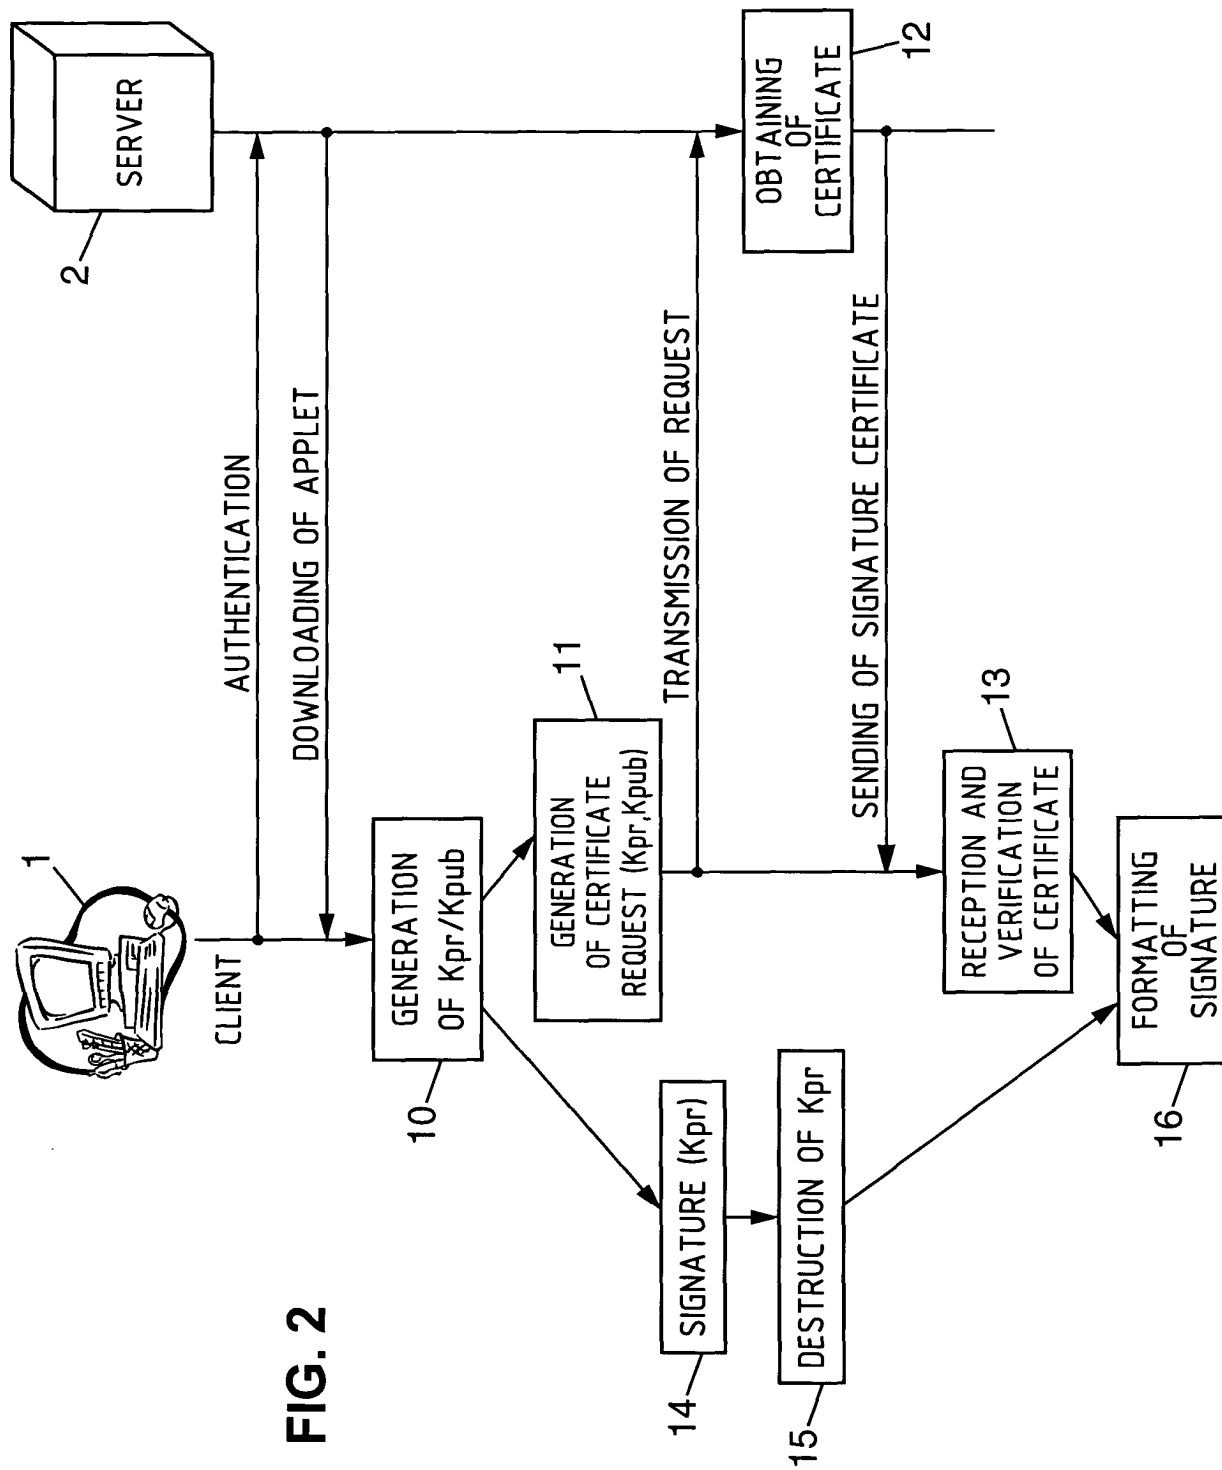 1
CLIENT
SERVER
2
AUTHENTICATION
DOWNLOADING OF APPLET
GENERATION
OF Kpr/Kpub
10
GENERATION
OF CERTIFICATE
REQUEST (Kpr,Kpub)
11
TRANSMISSION OF REQUEST
OBTAINING
OF
CERTIFICATE
12
SENDING OF SIGNATURE CERTIFICATE
RECEPTION AND
VERIFICATION
OF CERTIFICATE
13
SIGNATURE (Kpr)
14
DESTRUCTION OF Kpr
15
FORMATTING
OF
SIGNATURE
16
FIG. 2